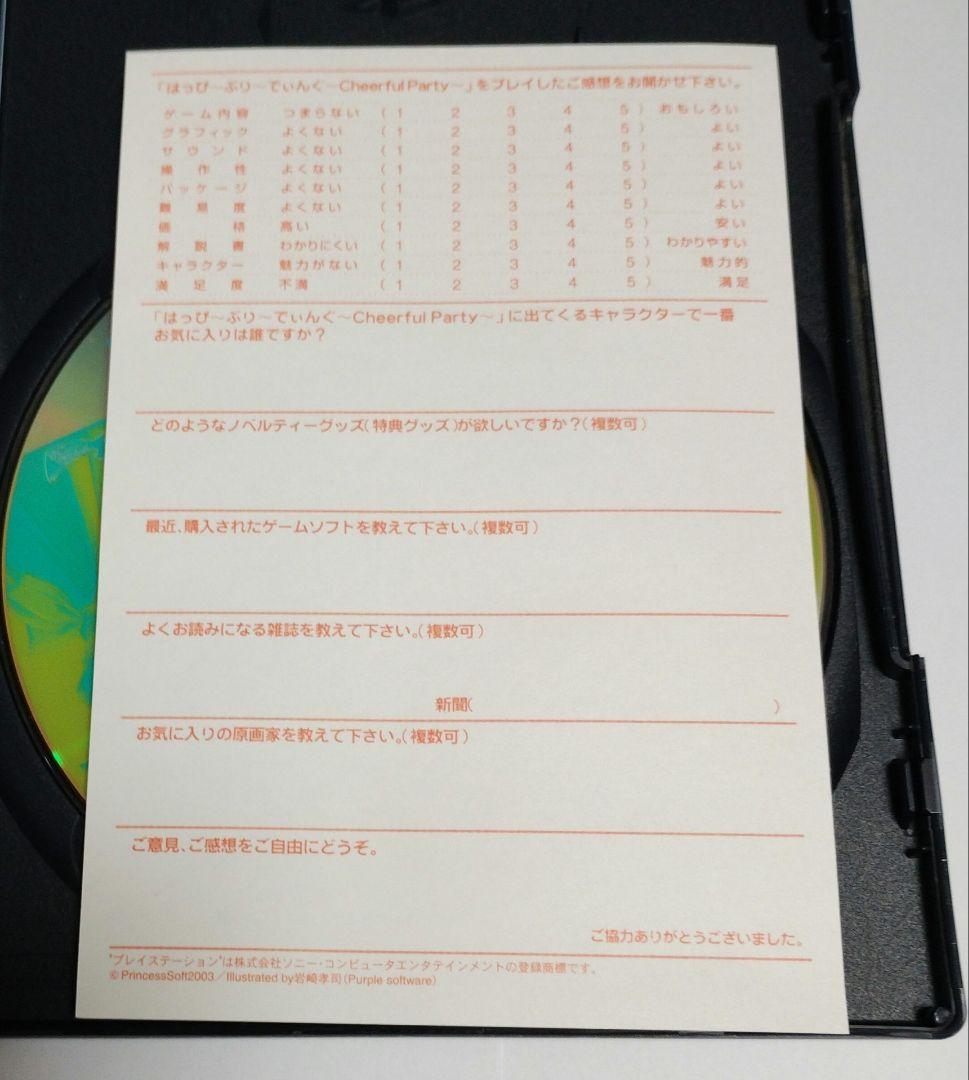 「はっぴ〜ぶり〜でぃんぐ〜Cheerful Party〜」をプレイしたご感想をお聞かせ下さい。
ゲーム内容 つまらない (1 2 3 4 5) おもしろい
グラフィック よくない (1 2 3 4 5) よい
サウンド よくない (1 2 3 4 5) よい
操作性 よくない (1 2 3 4 5) よい
パッケージ よくない (1 2 3 4 5) よい
難易度 よくない (1 2 3 4 5) よい
価格 高い (1 2 3 4 5) 安い
解説書 わかりにくい (1 2 3 4 5) わかりやすい
キャラクター 魅力がない (1 2 3 4 5) 魅力的
満足度 不満 (1 2 3 4 5) 満足
「はっぴ〜ぶり〜でぃんぐ〜Cheerful Party〜」に出てくるキャラクターで一番
お気に入りは誰ですか?
どのようなノベルティーグッズ(特典グッズ)が欲しいですか?(複数可)
最近、購入されたゲームソフトを教えて下さい。(複数可)
よくお読みになる雑誌を教えて下さい。(複数可)
新聞( )
お気に入りの原画家を教えて下さい。(複数可)
ご意見、ご感想をご自由にどうぞ。
ご協力ありがとうございました。
"プレイステーション"は株式会社ソニー・コンピュータエンタテインメントの登録商標です。
©PrincessSoft2003/Illustrated by岩崎孝司(Purple software)